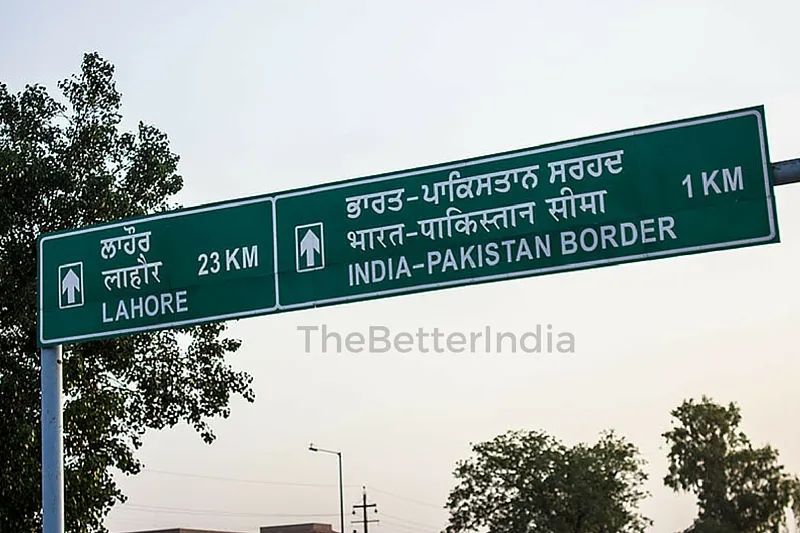 ਲਾਹੌਰ
लाहौर
LAHORE
23 KM
ਭਾਰਤ-ਪਾਕਿਸਤਾਨ ਸਰਹਦ
भारत-पाकिस्तान सीमा
INDIA-PAKISTAN BORDER
1 KM
TheBetterIndia